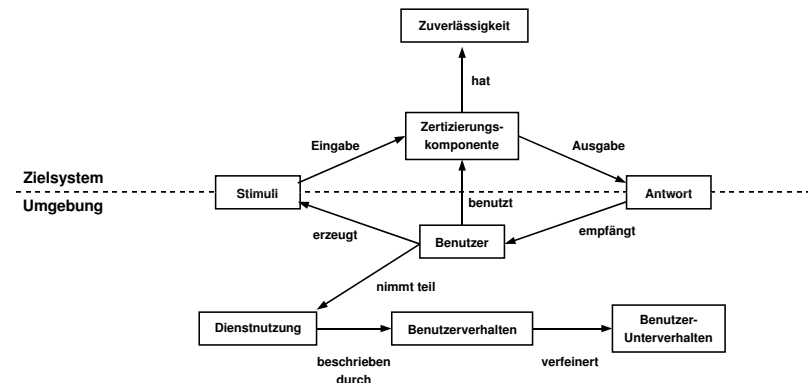 Zuverlässigkeit
hat
Zertizierungs-
komponente
Eingabe
Ausgabe
Zielsystem
Umgebung
Stimuli
Antwort
benutzt
erzeugt
Benutzer
empfängt
nimmt teil
Dienstnutzung
Benutzerverhalten
Benutzer-
Unterverhalten
beschrieben
durch
verfeinert